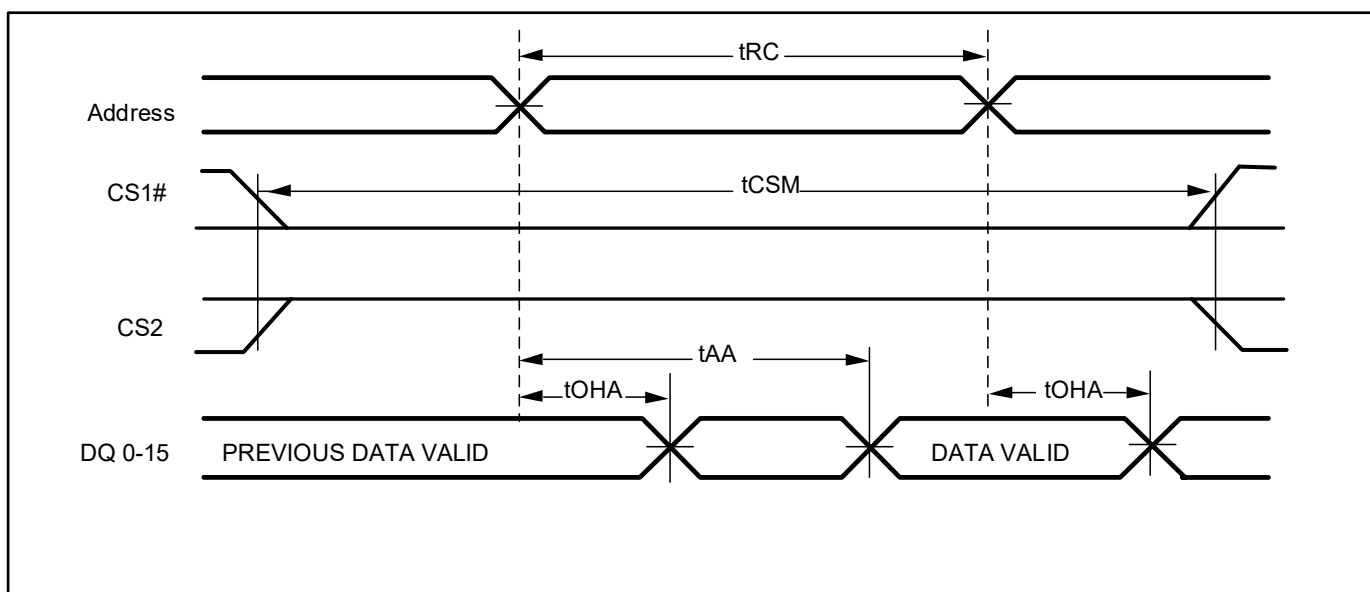 tRC
Address
CS1#
tCSM
CS2
tAA
tOHA
tOHA
DQ 0-15
PREVIOUS DATA VALID
DATA VALID